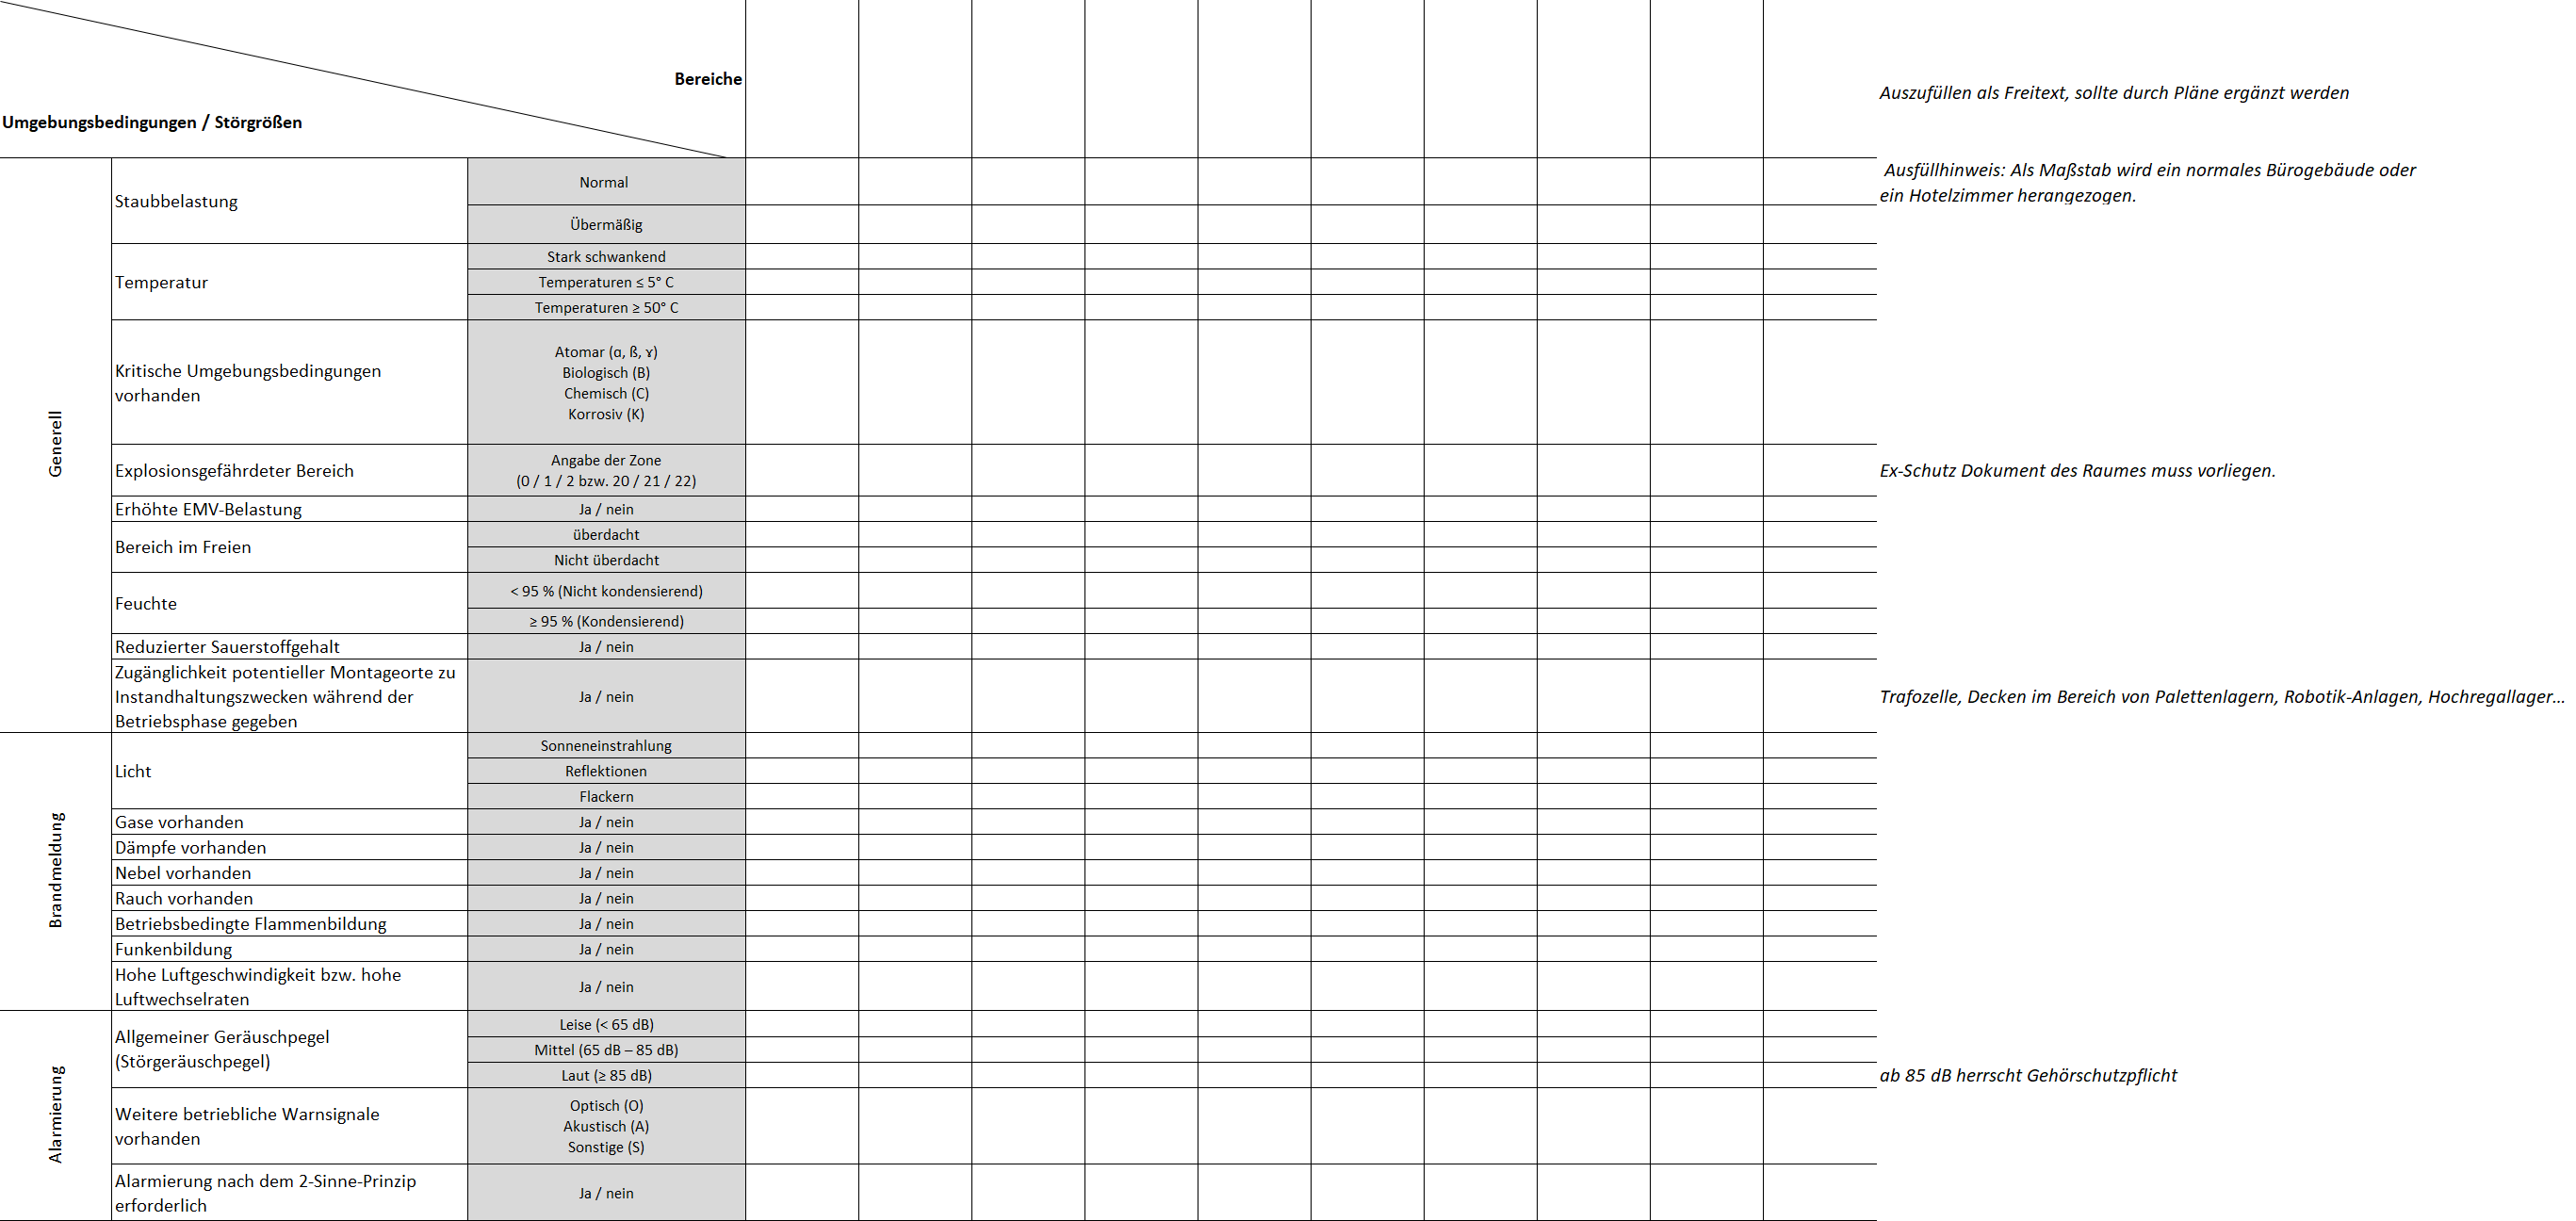 Bereiche
Umgebungsbedingungen / Störgrößen
Auszufüllen als Freitext, sollte durch Pläne ergänzt werden
Generell
Staubbelastung
Normal
Ausfüllhinweis: Als Maßstab wird ein normales Bürogebäude oder
ein Hotelzimmer herangezogen.
Übermäßig
Temperatur
Stark schwankend
Temperaturen ≤ 5° C
Temperaturen ≥ 50° C
Kritische Umgebungsbedingungen
vorhanden
Atomar (α, ß, ɤ)
Biologisch (B)
Chemisch (C)
Korrosiv (K)
Explosionsgefährdeter Bereich
Angabe der Zone
(0 / 1 / 2 bzw. 20 / 21 / 22)
Ex-Schutz Dokument des Raumes muss vorliegen.
Erhöhte EMV-Belastung
Ja / nein
Bereich im Freien
überdacht
Nicht überdacht
Feuchte
< 95 % (Nicht kondensierend)
≥ 95 % (Kondensierend)
Reduzierter Sauerstoffgehalt
Ja / nein
Zugänglichkeit potentieller Montageorte zu
Instandhaltungszwecken während der
Betriebsphase gegeben
Ja / nein
Trafozelle, Decken im Bereich von Palettenlagern, Robotik-Anlagen, Hochregallager...
Brandmeldung
Licht
Sonneneinstrahlung
Reflektionen
Flackern
Gase vorhanden
Ja / nein
Dämpfe vorhanden
Ja / nein
Nebel vorhanden
Ja / nein
Rauch vorhanden
Ja / nein
Betriebsbedingte Flammenbildung
Ja / nein
Funkenbildung
Ja / nein
Hohe Luftgeschwindigkeit bzw. hohe
Luftwechselraten
Ja / nein
Alarmierung
Allgemeiner Geräuschpegel
(Störgeräuschpegel)
Leise (< 65 dB)
Mittel (65 dB – 85 dB)
Laut (≥ 85 dB)
ab 85 dB herrscht Gehörschutzpflicht
Weitere betriebliche Warnsignale
vorhanden
Optisch (O)
Akustisch (A)
Sonstige (S)
Alarmierung nach dem 2-Sinne-Prinzip
erforderlich
Ja / nein